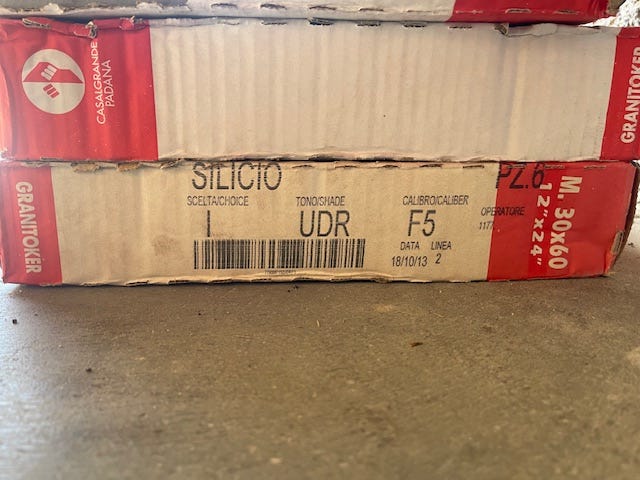 CASALGRANDE
PADANA
GRANITOKER
GRANITOKER
SILICIO
PZ.6
SCELTA/CHOICE
TONO/SHADE
CALIBRO/CALIBER
OPERATORE
I
UDR
F5
DATA
LINEA
18/10/13
2
M. 30x60
12"x24"